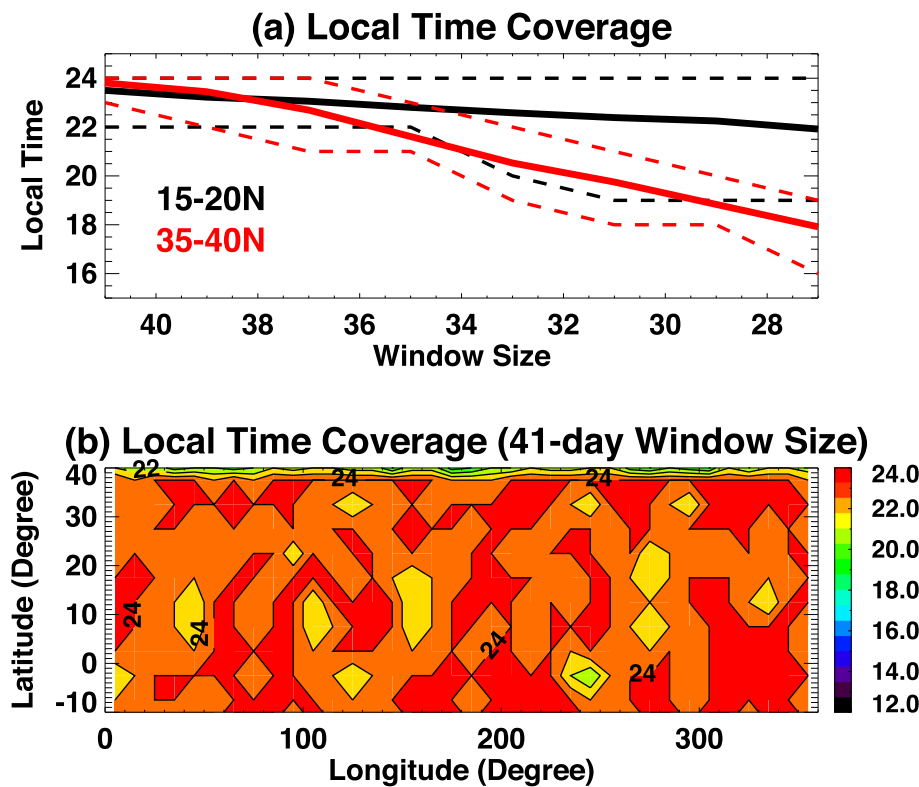 (a) Local Time Coverage
24
22
20
18
16
Local Time
15-20N
35-40N
40 38 36 34 32 30 28
Window Size
(b) Local Time Coverage (41-day Window Size)
40
30
20
10
0
-10
Latitude (Degree)
22
24
24
24
24
24
24
0 100 200 300
Longitude (Degree)
24.0
22.0
20.0
18.0
16.0
14.0
12.0